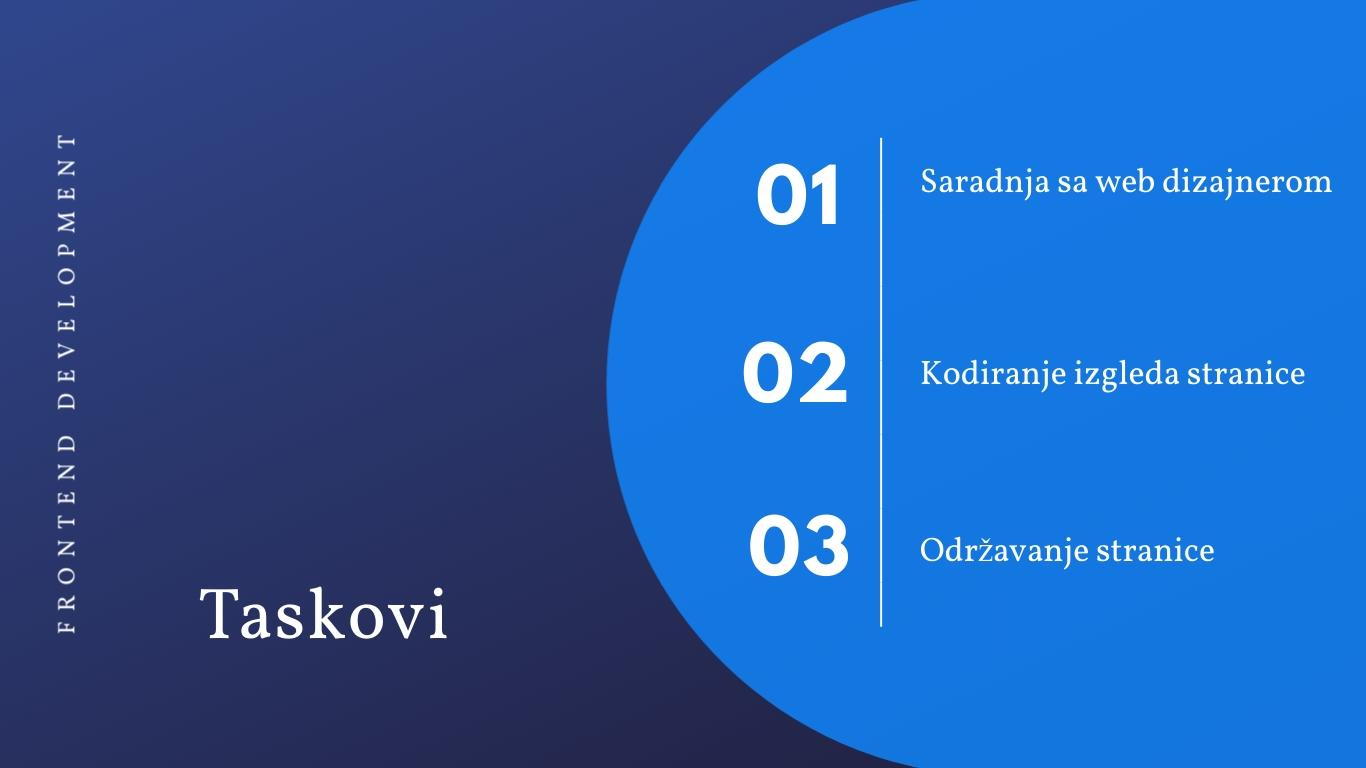 FRONTEND DEVELOPMENT
Taskovi
01
Saradnja sa web dizajnerom
02
Kodiranje izgleda stranice
03
Održavanje stranice